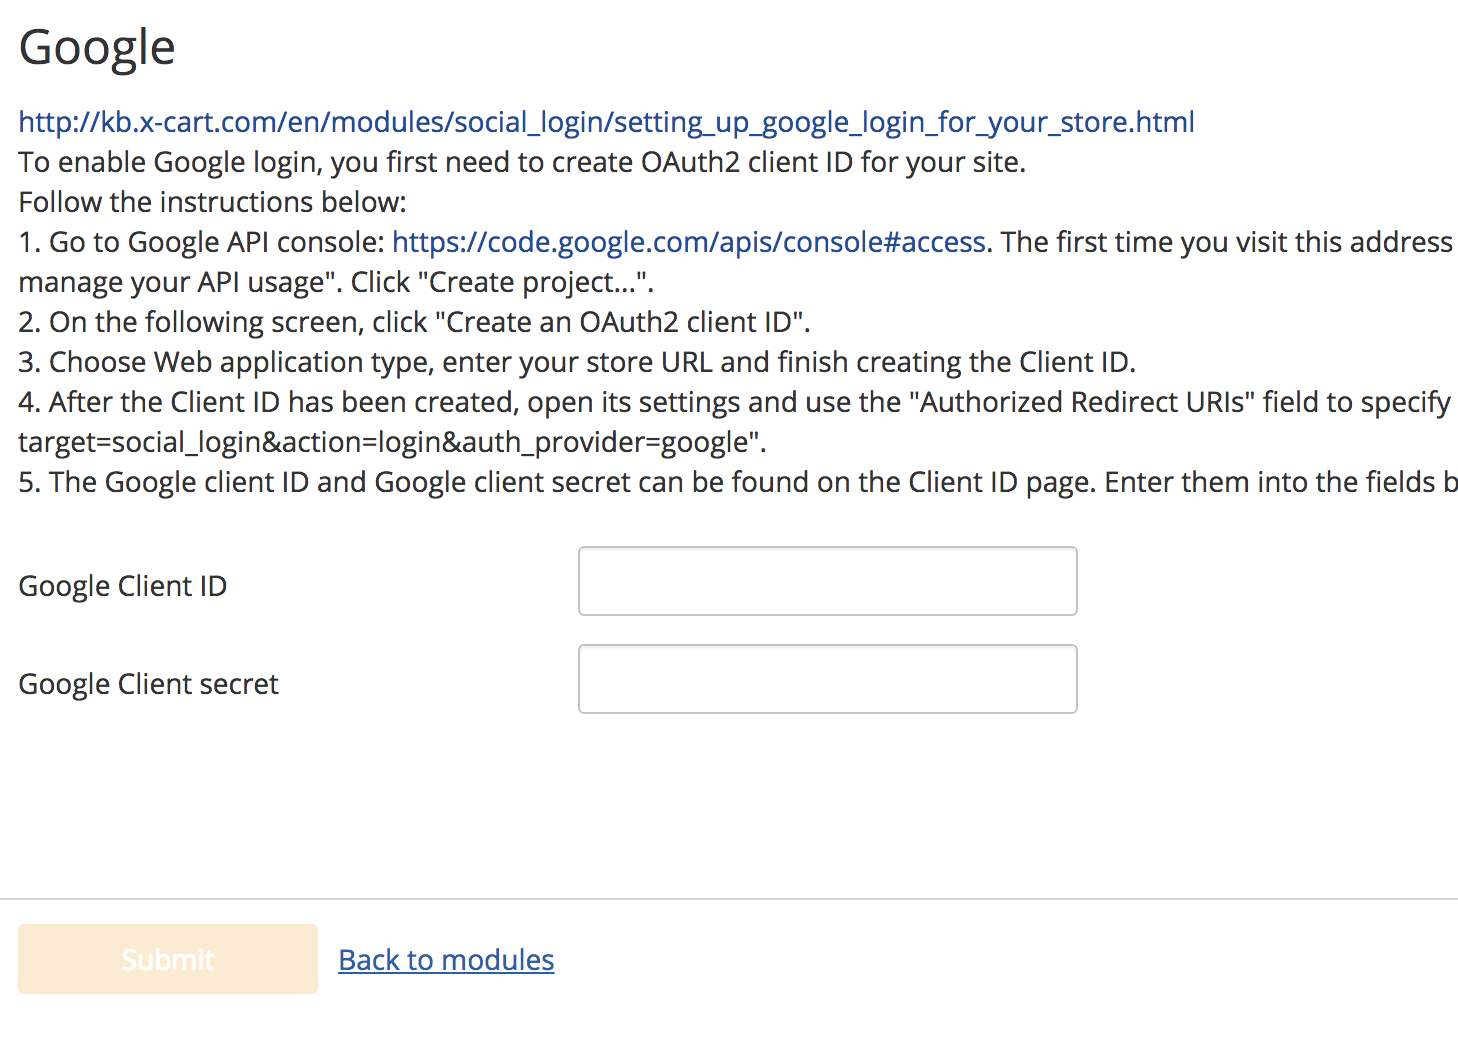 Google
http://kb.x-cart.com/en/modules/social_login/setting_up_google_login_for_your_store.html
To enable Google login, you first need to create OAuth2 client ID for your site.
Follow the instructions below:
1. Go to Google API console: https://code.google.com/apis/console#access. The first time you visit this address
manage your API usage". Click "Create project...".
2. On the following screen, click "Create an OAuth2 client ID".
3. Choose Web application type, enter your store URL and finish creating the Client ID.
4. After the Client ID has been created, open its settings and use the "Authorized Redirect URIs" field to specify
target=social_login&action=login&auth_provider=google".
5. The Google client ID and Google client secret can be found on the Client ID page. Enter them into the fields b
Google Client ID
Google Client secret
Submit Back to modules